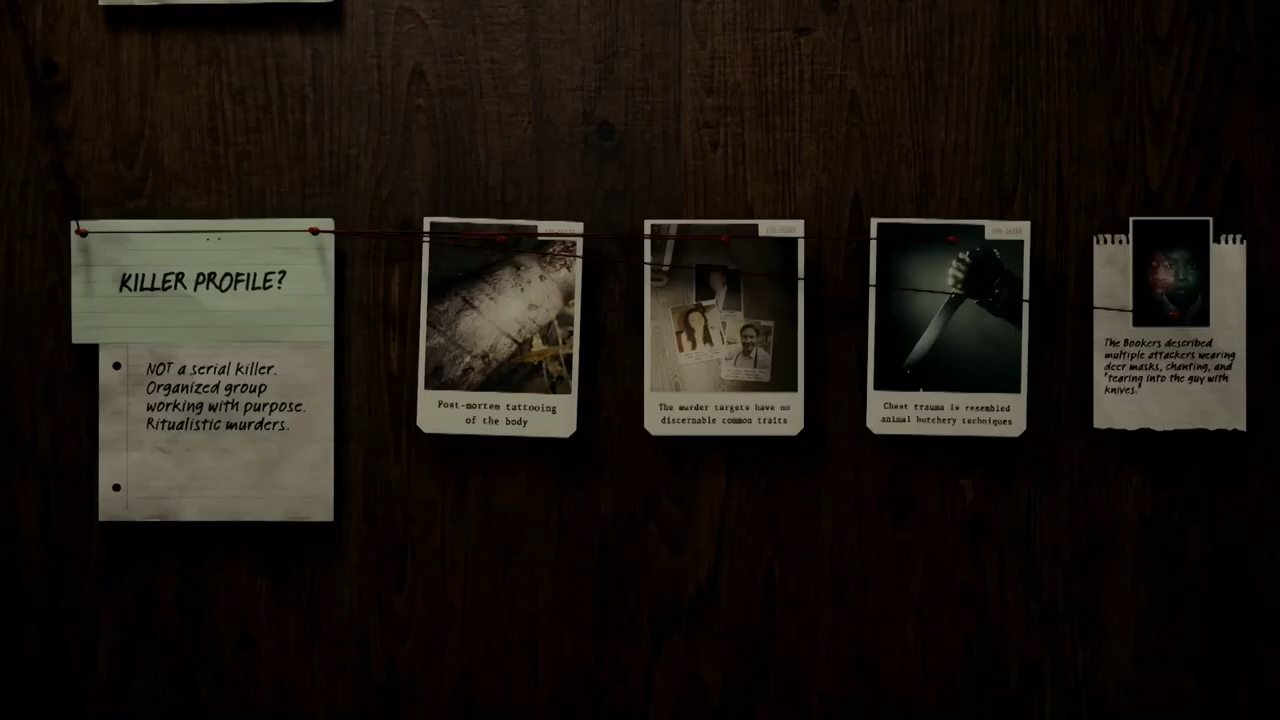 KILLER PROFILE?
NOT a serial killer.
Organized group
working with purpose.
Ritualistic murders.
Post-mortem tattooing
of the body
The murder targets have no
discernable common traits
Chest trauma is resembled
animal butchery techniques
The Bookers described
multiple attackers wearing
deer masks, chanting, and
"tearing into the guy with
knives."